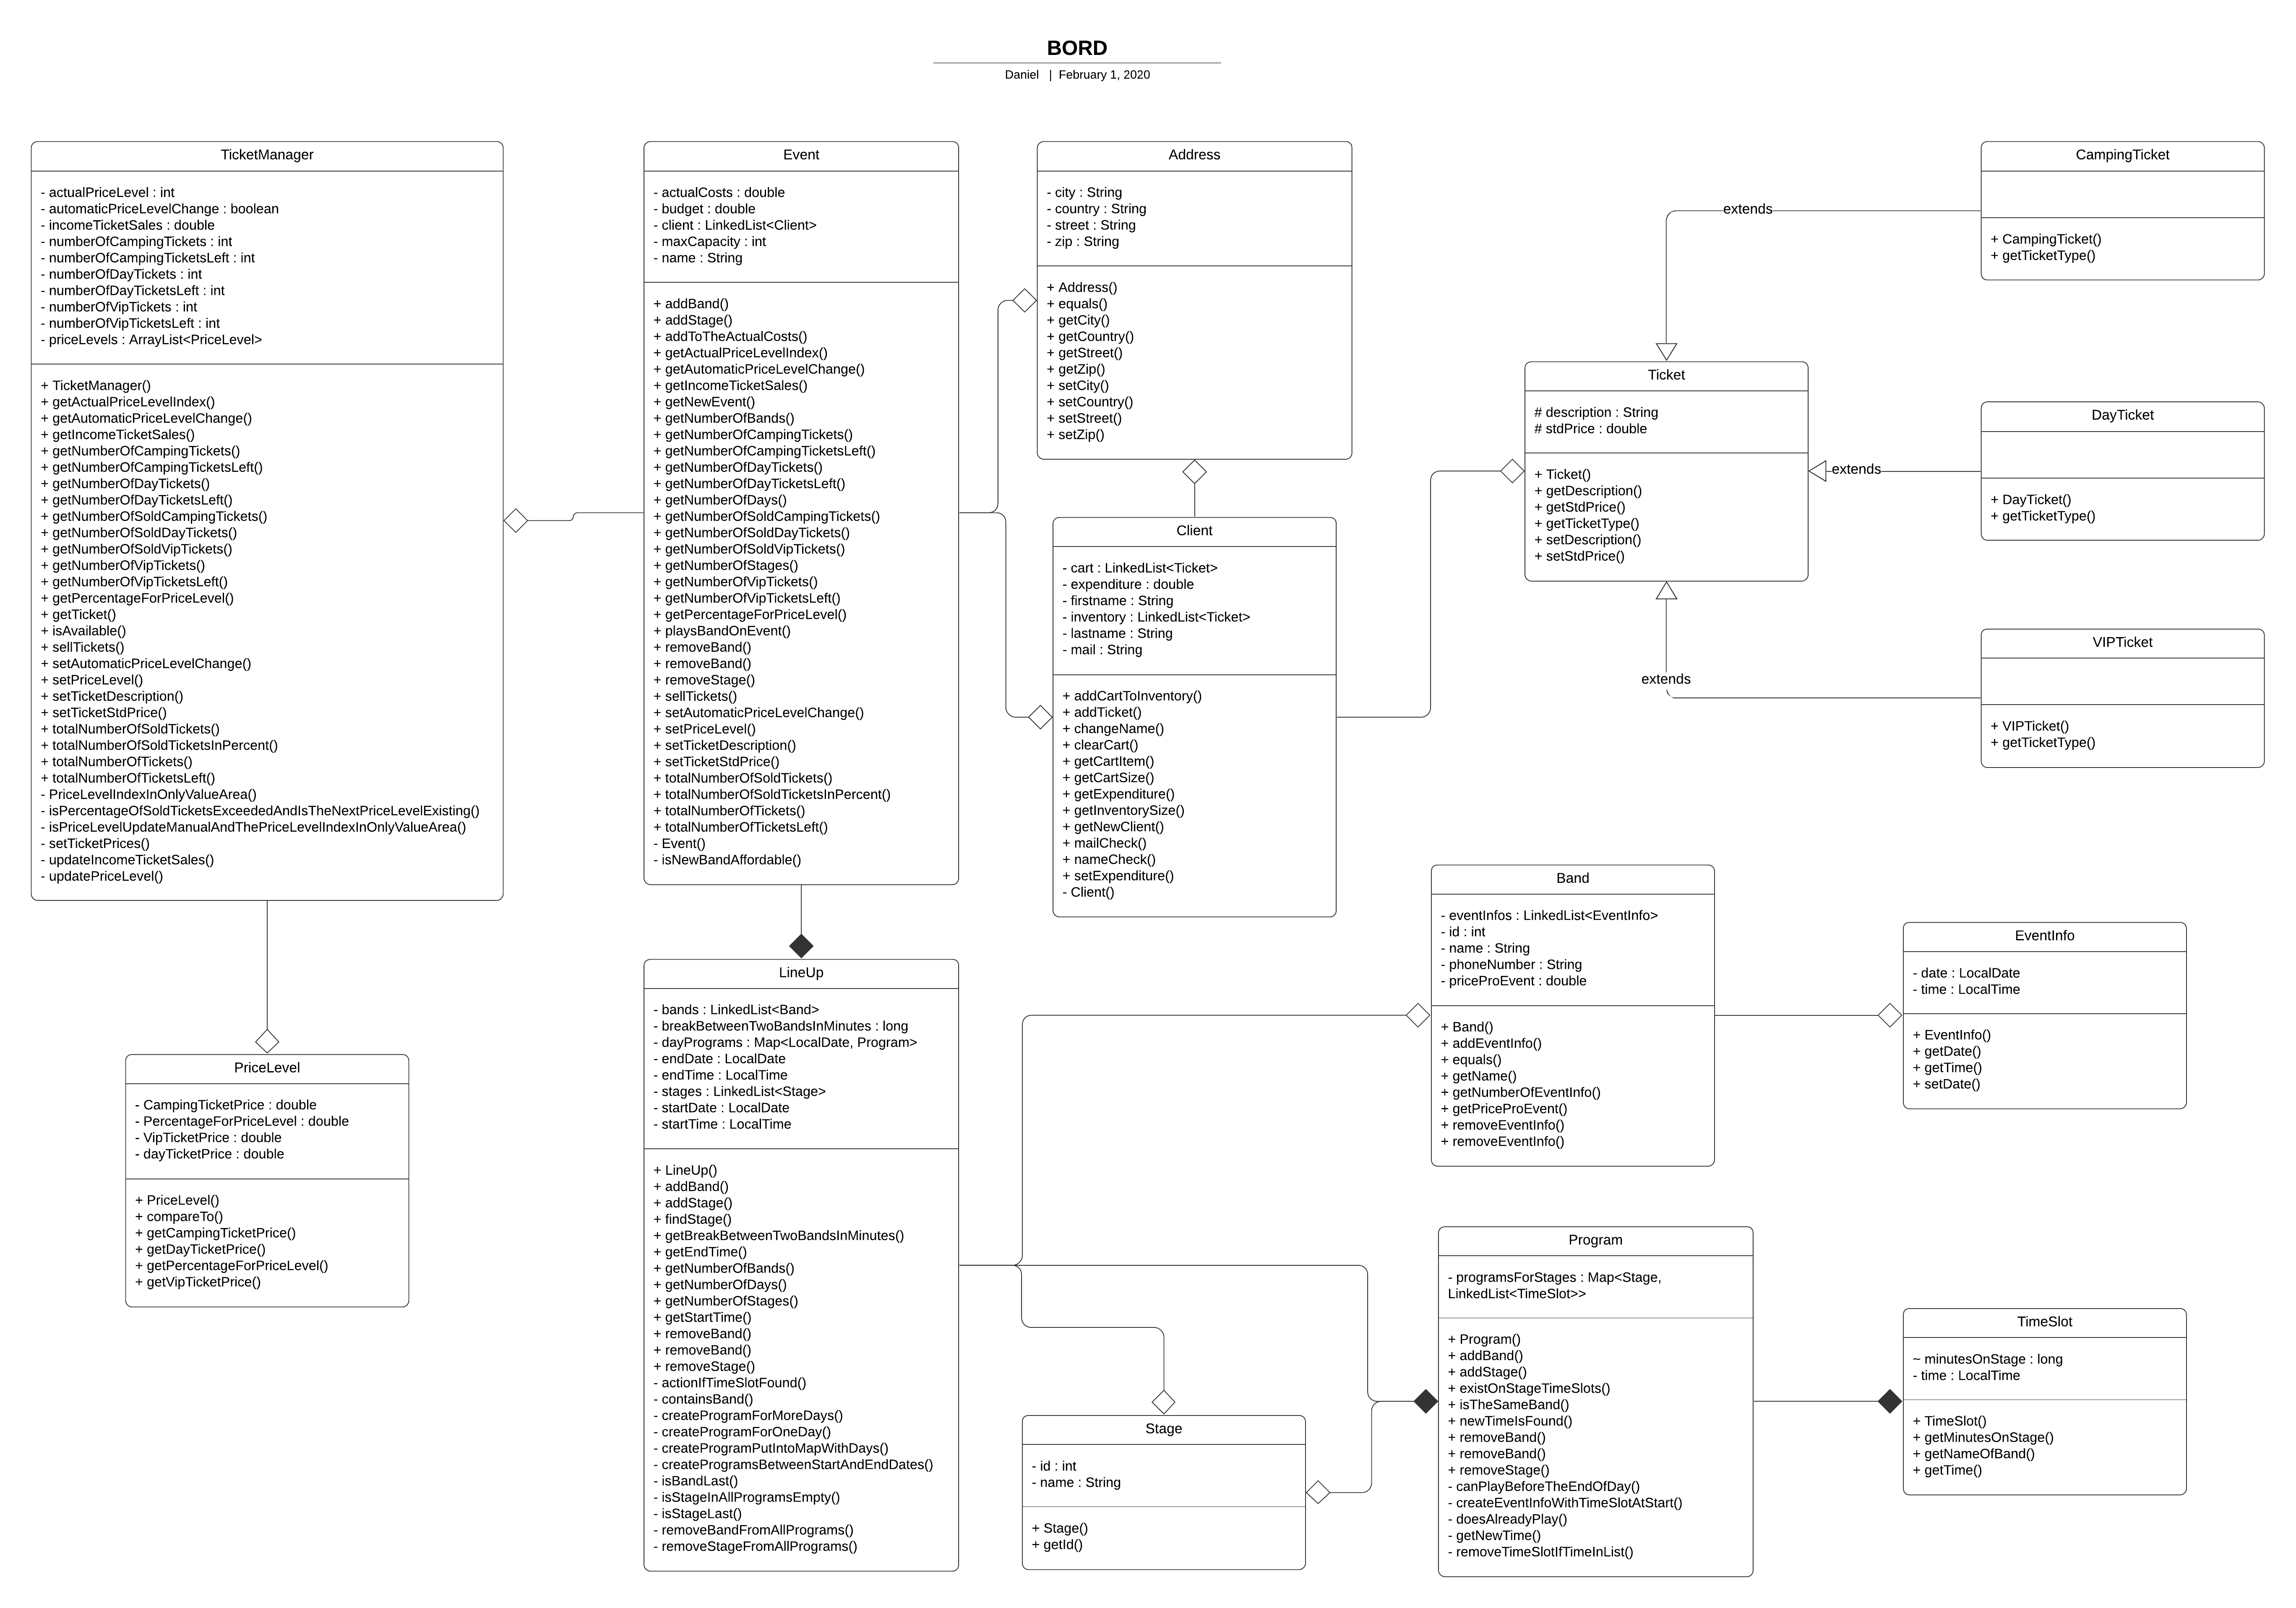 BORD
Daniel | February 1, 2020
TicketManager
- actualPriceLevel : int
- automaticPriceLevelChange : boolean
- incomeTicketSales : double
- numberOfCampingTickets : int
- numberOfCampingTicketsLeft : int
- numberOfDayTickets : int
- numberOfDayTicketsLeft : int
- numberOfVipTickets : int
- numberOfVipTicketsLeft : int
- priceLevels : ArrayList<PriceLevel>
+ TicketManager()
+ getActualPriceLevelIndex()
+ getAutomaticPriceLevelChange()
+ getIncomeTicketSales()
+ getNumberOfCampingTickets()
+ getNumberOfCampingTicketsLeft()
+ getNumberOfDayTickets()
+ getNumberOfDayTicketsLeft()
+ getNumberOfSoldCampingTickets()
+ getNumberOfSoldDayTickets()
+ getNumberOfSoldVipTickets()
+ getNumberOfVipTickets()
+ getNumberOfVipTicketsLeft()
+ getPercentageForPriceLevel()
+ getTicket()
+ isAvailable()
+ sellTickets()
+ setAutomaticPriceLevelChange()
+ setPriceLevel()
+ setTicketDescription()
+ setTicketStdPrice()
+ totalNumberOfSoldTickets()
+ totalNumberOfSoldTicketsInPercent()
+ totalNumberOfTickets()
+ totalNumberOfTicketsLeft()
- PriceLevelIndexInOnlyValueArea()
- isPercentageOfSoldTicketsExceededAndIsTheNextPriceLevelExisting()
- isPriceLevelUpdateManualAndThePriceLevelIndexInOnlyValueArea()
- setTicketPrices()
- updateIncomeTicketSales()
- updatePriceLevel()
PriceLevel
- CampingTicketPrice : double
- PercentageForPriceLevel : double
- VipTicketPrice : double
- dayTicketPrice : double
+ PriceLevel()
+ compareTo()
+ getCampingTicketPrice()
+ getDayTicketPrice()
+ getPercentageForPriceLevel()
+ getVipTicketPrice()
Event
- actualCosts : double
- budget : double
- client : LinkedList<Client>
- maxCapacity : int
- name : String
+ addBand()
+ addStage()
+ addToTheActualCosts()
+ getActualPriceLevelIndex()
+ getAutomaticPriceLevelChange()
+ getIncomeTicketSales()
+ getNewEvent()
+ getNumberOfBands()
+ getNumberOfCampingTickets()
+ getNumberOfCampingTicketsLeft()
+ getNumberOfDayTickets()
+ getNumberOfDayTicketsLeft()
+ getNumberOfDays()
+ getNumberOfSoldCampingTickets()
+ getNumberOfSoldDayTickets()
+ getNumberOfSoldVipTickets()
+ getNumberOfStages()
+ getNumberOfVipTickets()
+ getNumberOfVipTicketsLeft()
+ getPercentageForPriceLevel()
+ playsBandOnEvent()
+ removeBand()
+ removeBand()
+ removeStage()
+ sellTickets()
+ setAutomaticPriceLevelChange()
+ setPriceLevel()
+ setTicketDescription()
+ setTicketStdPrice()
+ totalNumberOfSoldTickets()
+ totalNumberOfSoldTicketsInPercent()
+ totalNumberOfTickets()
+ totalNumberOfTicketsLeft()
- Event()
- isNewBandAffordable()
LineUp
- bands : LinkedList<Band>
- breakBetweenTwoBandsInMinutes : long
- dayPrograms : Map<LocalDate, Program>
- endDate : LocalDate
- endTime : LocalTime
- stages : LinkedList<Stage>
- startDate : LocalDate
- startTime : LocalTime
+ LineUp()
+ addBand()
+ addStage()
+ findStage()
+ getBreakBetweenTwoBandsInMinutes()
+ getEndTime()
+ getNumberOfBands()
+ getNumberOfDays()
+ getNumberOfStages()
+ getStartTime()
+ removeBand()
+ removeBand()
+ removeStage()
- actionIfTimeSlotFound()
- containsBand()
- createProgramForMoreDays()
- createProgramForOneDay()
- createProgramPutIntoMapWithDays()
- createProgramsBetweenStartAndEndDates()
- isBandLast()
- isStageInAllProgramsEmpty()
- isStageLast()
- removeBandFromAllPrograms()
- removeStageFromAllPrograms()
Address
- city : String
- country : String
- street : String
- zip : String
+ Address()
+ equals()
+ getCity()
+ getCountry()
+ getStreet()
+ getZip()
+ setCity()
+ setCountry()
+ setStreet()
+ setZip()
Client
- cart : LinkedList<Ticket>
- expenditure : double
- firstname : String
- inventory : LinkedList<Ticket>
- lastname : String
- mail : String
+ addCartToInventory()
+ addTicket()
+ changeName()
+ clearCart()
+ getCartItem()
+ getCartSize()
+ getExpenditure()
+ getInventorySize()
+ getNewClient()
+ mailCheck()
+ nameCheck()
+ setExpenditure()
- Client()
Stage
- id : int
- name : String
+ Stage()
+ getId()
Ticket
# description : String
# stdPrice : double
+ Ticket()
+ getDescription()
+ getStdPrice()
+ getTicketType()
+ setDescription()
+ setStdPrice()
extends
extends
extends
CampingTicket
+ CampingTicket()
+ getTicketType()
DayTicket
+ DayTicket()
+ getTicketType()
VIPTicket
+ VIPTicket()
+ getTicketType()
Band
- eventInfos : LinkedList<EventInfo>
- id : int
- name : String
- phoneNumber : String
- priceProEvent : double
+ Band()
+ addEventInfo()
+ equals()
+ getName()
+ getNumberOfEventInfo()
+ getPriceProEvent()
+ removeEventInfo()
+ removeEventInfo()
EventInfo
- date : LocalDate
- time : LocalTime
+ EventInfo()
+ getDate()
+ getTime()
+ setDate()
Program
- programsForStages : Map<Stage,
LinkedList<TimeSlot>>
+ Program()
+ addBand()
+ addStage()
+ existOnStageTimeSlots()
+ isTheSameBand()
+ newTimeIsFound()
+ removeBand()
+ removeBand()
+ removeStage()
- canPlayBeforeTheEndOfDay()
- createEventInfoWithTimeSlotAtStart()
- doesAlreadyPlay()
- getNewTime()
- removeTimeSlotIfTimeInList()
TimeSlot
~ minutesOnStage : long
- time : LocalTime
+ TimeSlot()
+ getMinutesOnStage()
+ getNameOfBand()
+ getTime()